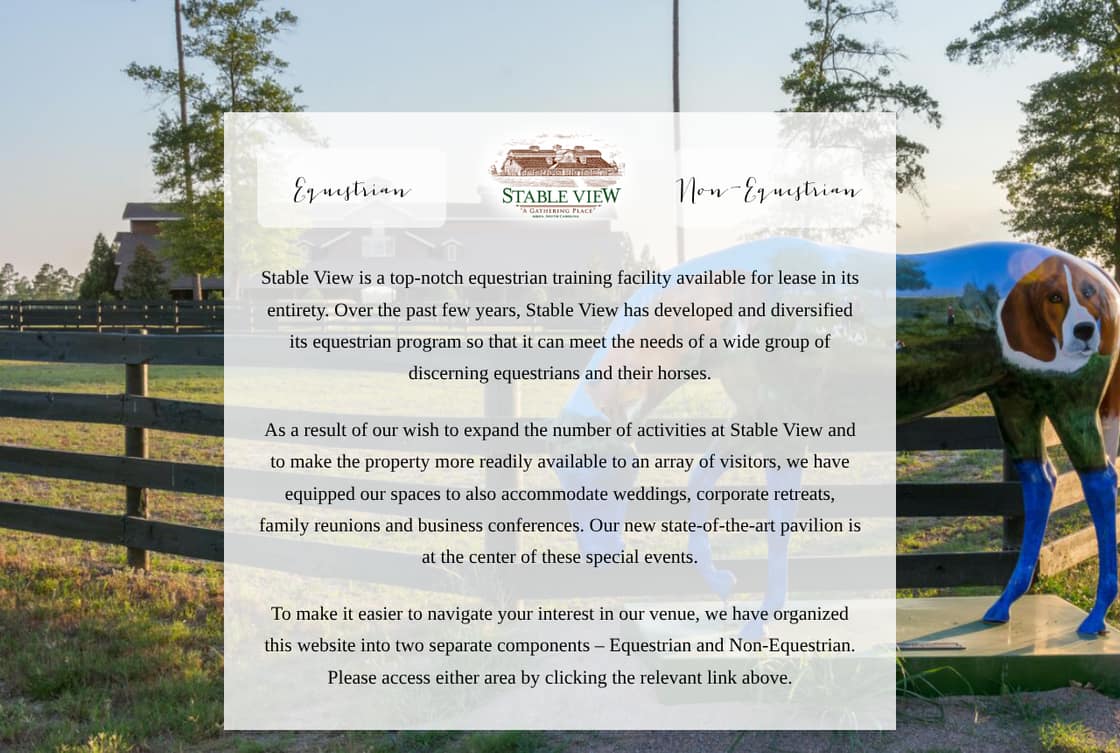 Equestrian
STABLE VIEW
"A GATHERING PLACE"
AIKEN, SOUTH CAROLINA
Non-Equestrian
Stable View is a top-notch equestrian training facility available for lease in its
entirety. Over the past few years, Stable View has developed and diversified
its equestrian program so that it can meet the needs of a wide group of
discerning equestrians and their horses.
As a result of our wish to expand the number of activities at Stable View and
to make the property more readily available to an array of visitors, we have
equipped our spaces to also accommodate weddings, corporate retreats,
family reunions and business conferences. Our new state-of-the-art pavilion is
at the center of these special events.
To make it easier to navigate your interest in our venue, we have organized
this website into two separate components – Equestrian and Non-Equestrian.
Please access either area by clicking the relevant link above.